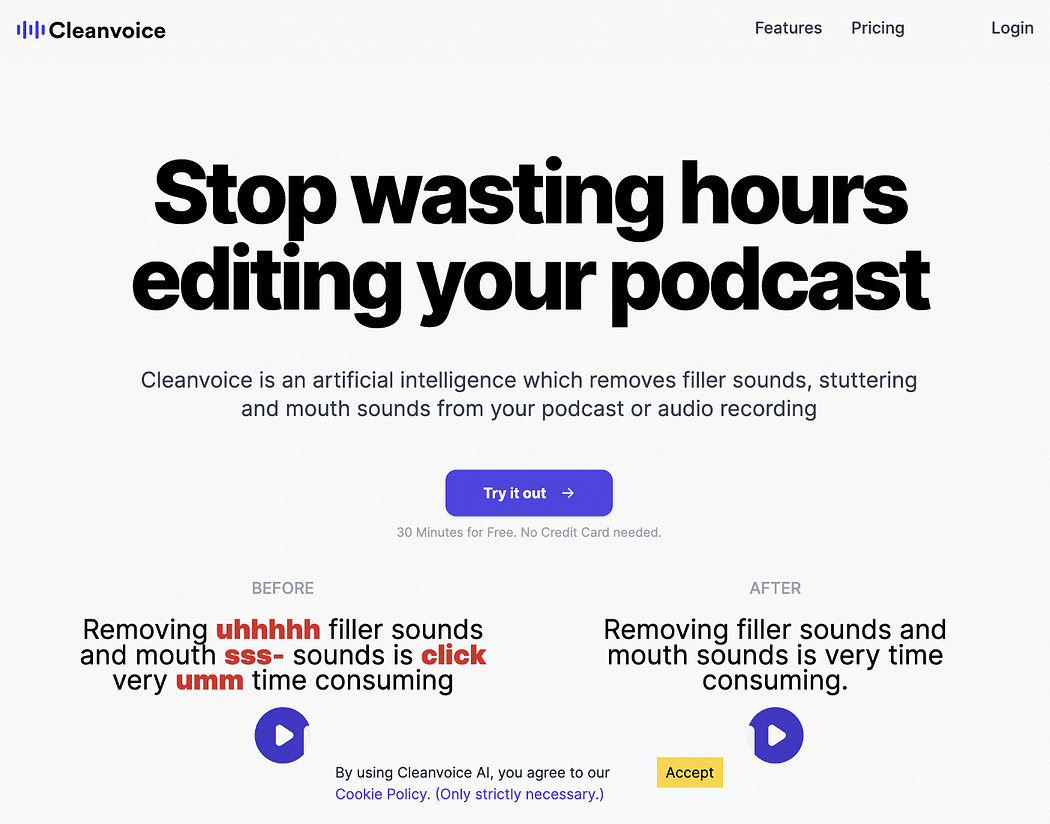 Cleanvoice
Features Pricing Login
Stop wasting hours
editing your podcast
Cleanvoice is an artificial intelligence which removes filler sounds, stuttering
and mouth sounds from your podcast or audio recording
Try it out →
30 Minutes for Free. No Credit Card needed.
BEFORE
Removing uhhhhh filler sounds
and mouth sss- sounds is click
very umm time consuming
AFTER
Removing filler sounds and
mouth sounds is very time
consuming.
By using Cleanvoice AI, you agree to our
Cookie Policy. (Only strictly necessary.)
Accept